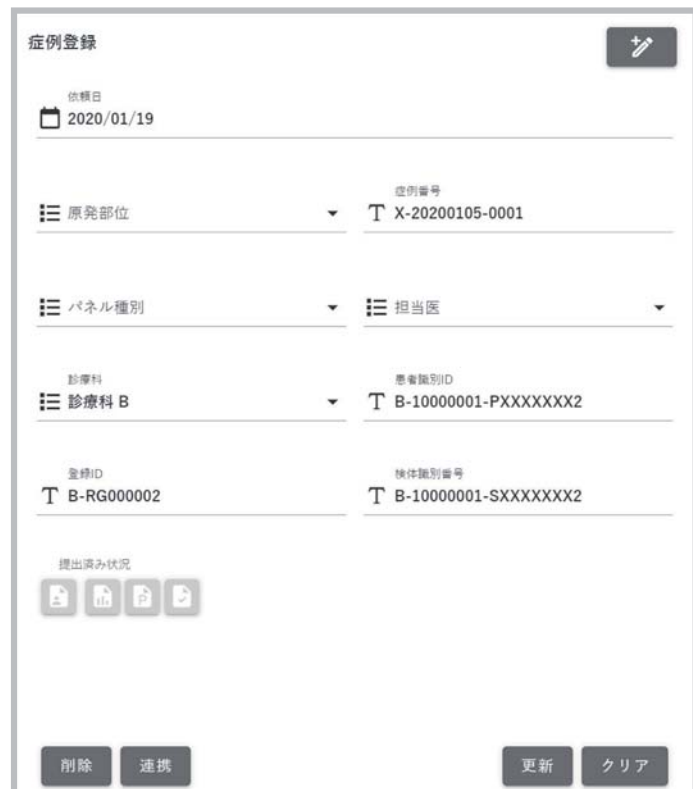 症例登録
依頼日
2020/01/19
原発部位
症例番号
X-20200105-0001
パネル種別
担当医
診療科
診療科 B
患者識別ID
B-10000001-PXXXXXXX2
登録ID
B-RG000002
検体識別番号
B-10000001-SXXXXXXX2
提出済み状況
削除
連携
更新
クリア